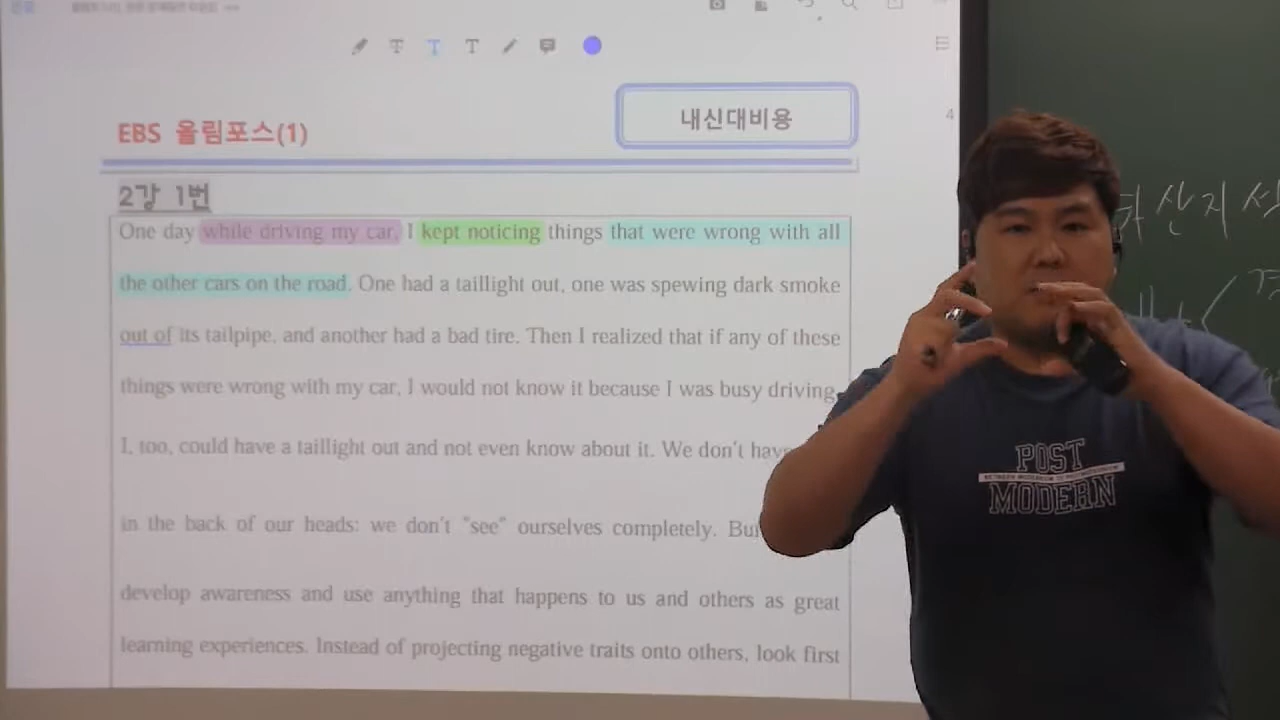 EBS 올림포스(1)
내신대비용
4
2강 1번
One day while driving my car, I kept noticing things that were wrong with all
the other cars on the road. One had a taillight out, one was spewing dark smoke
out of its tailpipe, and another had a bad tire. Then I realized that if any of these
things were wrong with my car, I would not know it because I was busy driving.
I, too, could have a taillight out and not even know about it. We don't have
in the back of our heads: we don't "see" ourselves completely. But
develop awareness and use anything that happens to us and others as great
learning experiences. Instead of projecting negative traits onto others, look first
POST
MODERN